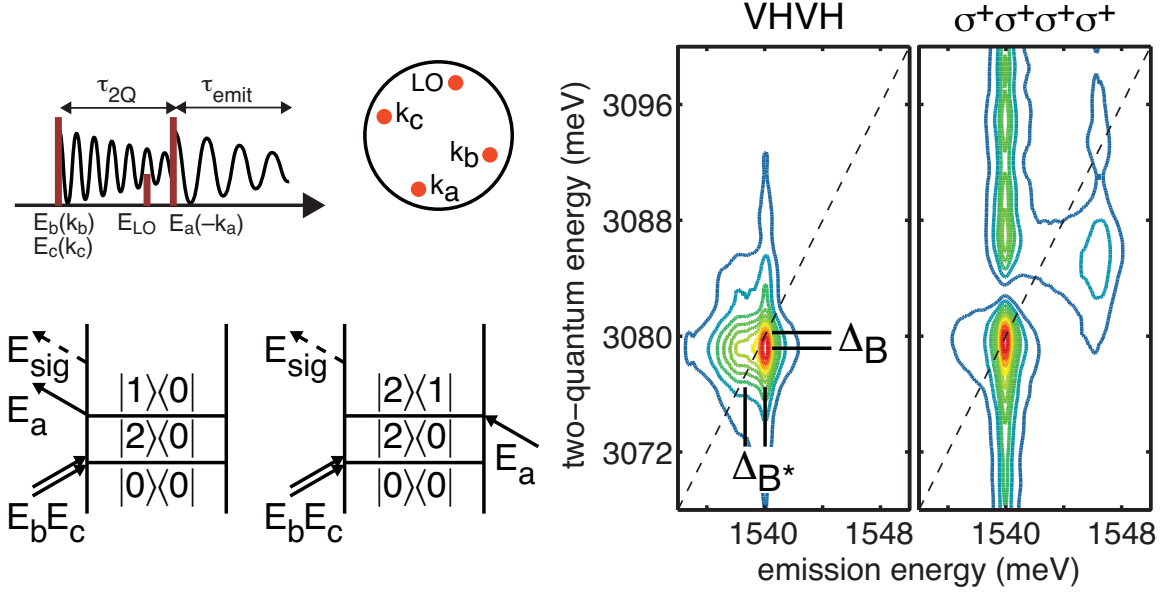 τ2Q
τemit
Eb(kb)
Ec(kc)
ELO
Ea(−ka)
LO
kc
kb
ka
Esig
Ea
|1⟩⟨0|
|2⟩⟨0|
|0⟩⟨0|
EbEc
Esig
|2⟩⟨1|
|2⟩⟨0|
|0⟩⟨0|
Ea
EbEc
VHVH
σ+σ+σ+σ+
two−quantum energy (meV)
3096
3088
3080
3072
ΔB
ΔB*
1540
1548
1540
1548
emission energy (meV)